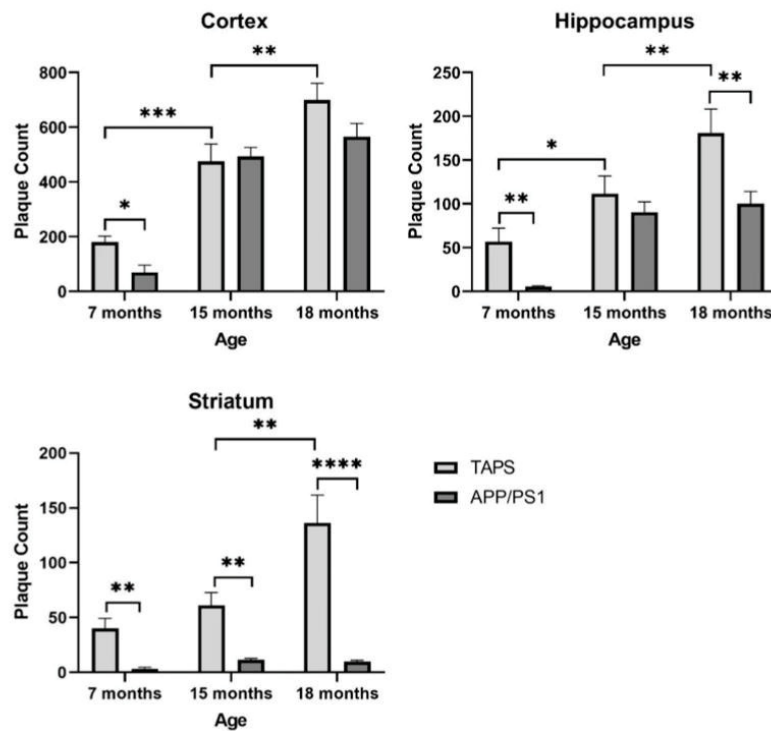 Cortex
**
***
*
Plaque Count
800
600
400
200
0
7 months 15 months 18 months
Age
Hippocampus
**
**
*
**
Plaque Count
250
200
150
100
50
0
7 months 15 months 18 months
Age
Striatum
**
****
**
**
Plaque Count
200
150
100
50
0
7 months 15 months 18 months
Age
TAPS
APP/PS1